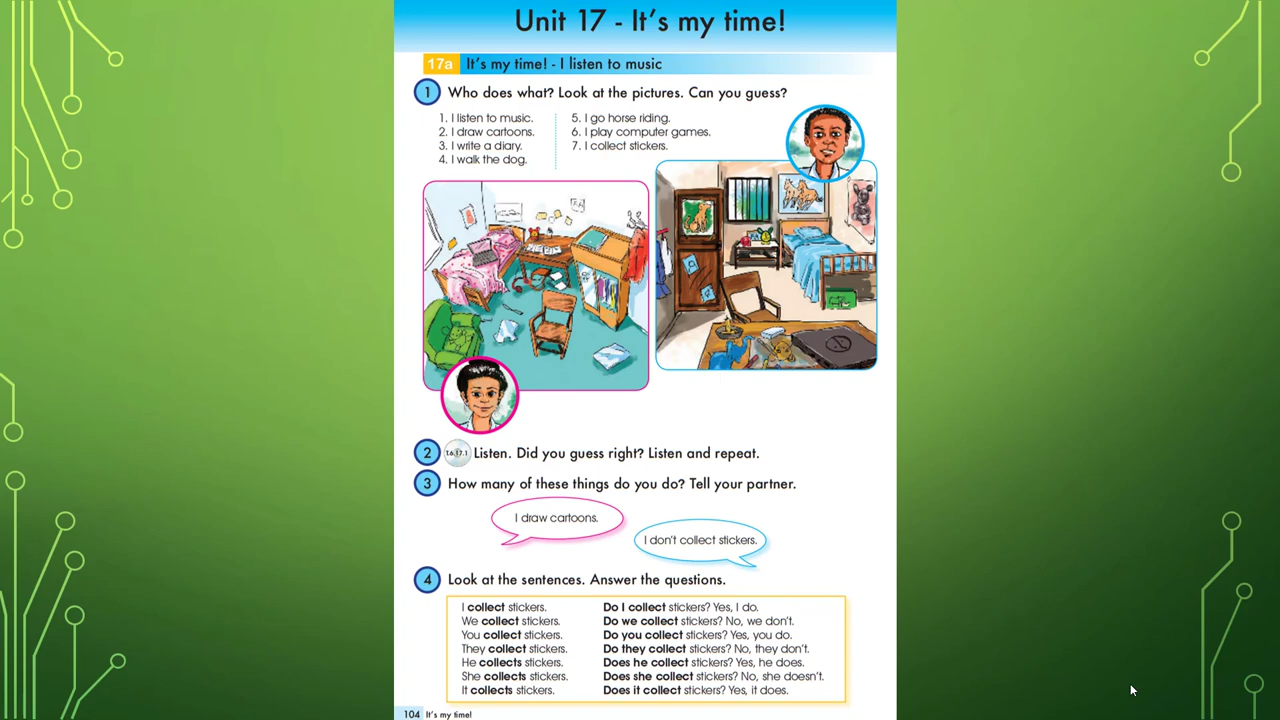 Unit 17 - It's my time!
17a It's my time! - I listen to music
1 Who does what? Look at the pictures. Can you guess?
1. I listen to music.
2. I draw cartoons.
3. I write a diary.
4. I walk the dog.
5. I go horse riding.
6. I play computer games.
7. I collect stickers.
2 Listen. Did you guess right? Listen and repeat.
3 How many of these things do you do? Tell your partner.
I draw cartoons.
I don't collect stickers.
4 Look at the sentences. Answer the questions.
I collect stickers.
We collect stickers.
You collect stickers.
They collect stickers.
He collects stickers.
She collects stickers.
It collects stickers.
Do I collect stickers? Yes, I do.
Do we collect stickers? No, we don't.
Do you collect stickers? Yes, you do.
Do they collect stickers? No, they don't.
Does he collect stickers? Yes, he does.
Does she collect stickers? No, she doesn't.
Does it collect stickers? Yes, it does.
104 It's my time!